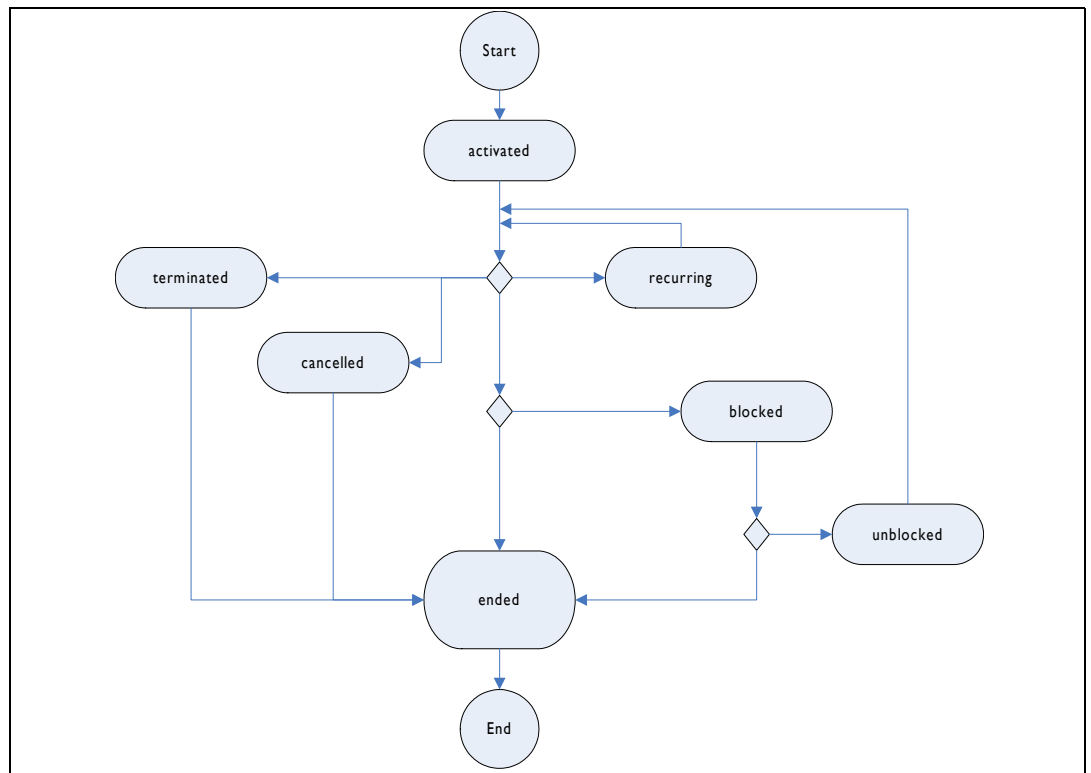 Start
activated
terminated
recurring
cancelled
blocked
unblocked
ended
End